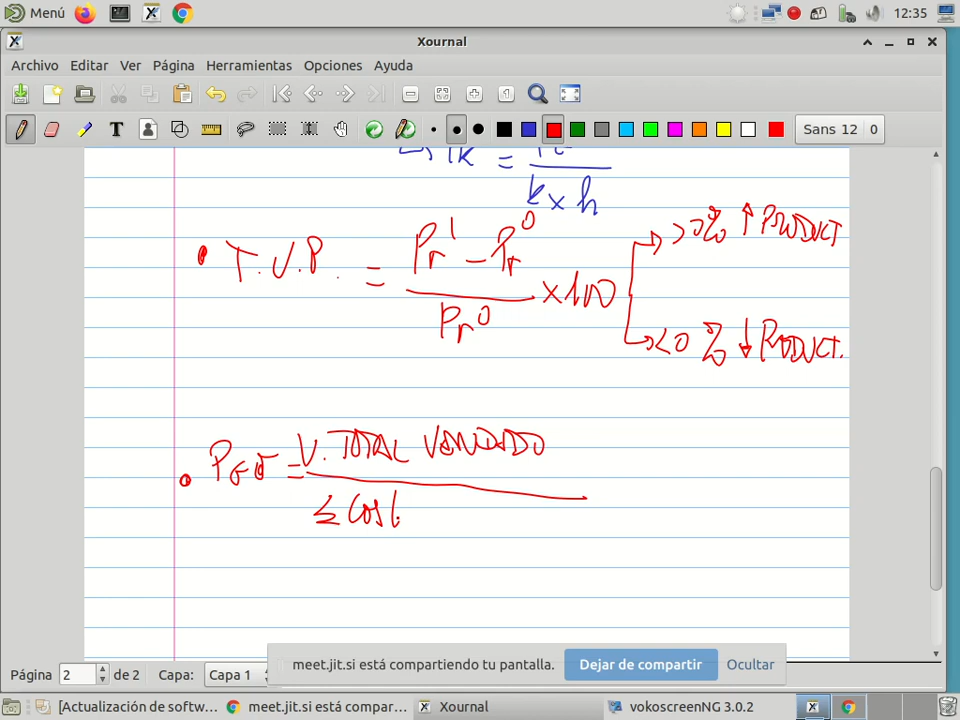 Menú 12:35
Xournal
Archivo Editar Ver Página Herramientas Opciones Ayuda
Sans 12 0
k x h
• T.V.P. = Pr¹ - Pr⁰ / Pr⁰ x 100
> 0% ↑ PRODUCT
< 0 % ↓ PRODUCT.
• = V. TOTAL VANDADO
Σ Cost
meet.jit.si está compartiendo tu pantalla. Dejar de compartir Ocultar
Página 2 de 2 Capa: Capa 1
[Actualización de softw... meet.jit.si está compar... Xournal vokoscreenNG 3.0.2